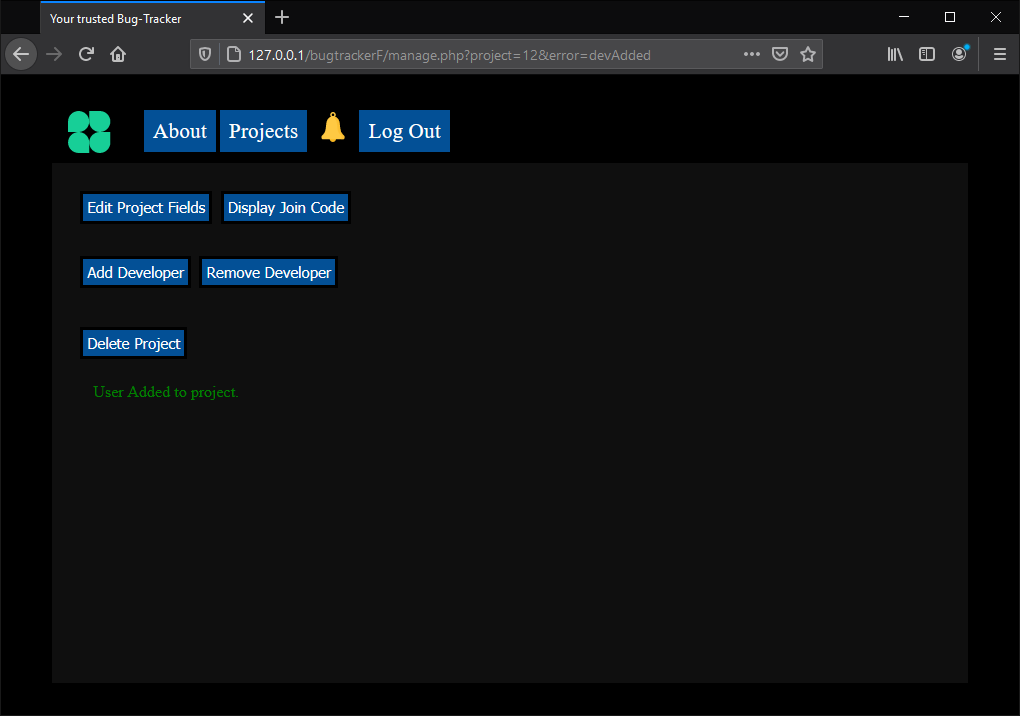 Your trusted Bug-Tracker
127.0.0.1/bugtrackerF/manage.php?project=12&error=devAdded
About Projects Log Out
Edit Project Fields Display Join Code
Add Developer Remove Developer
Delete Project
User Added to project.